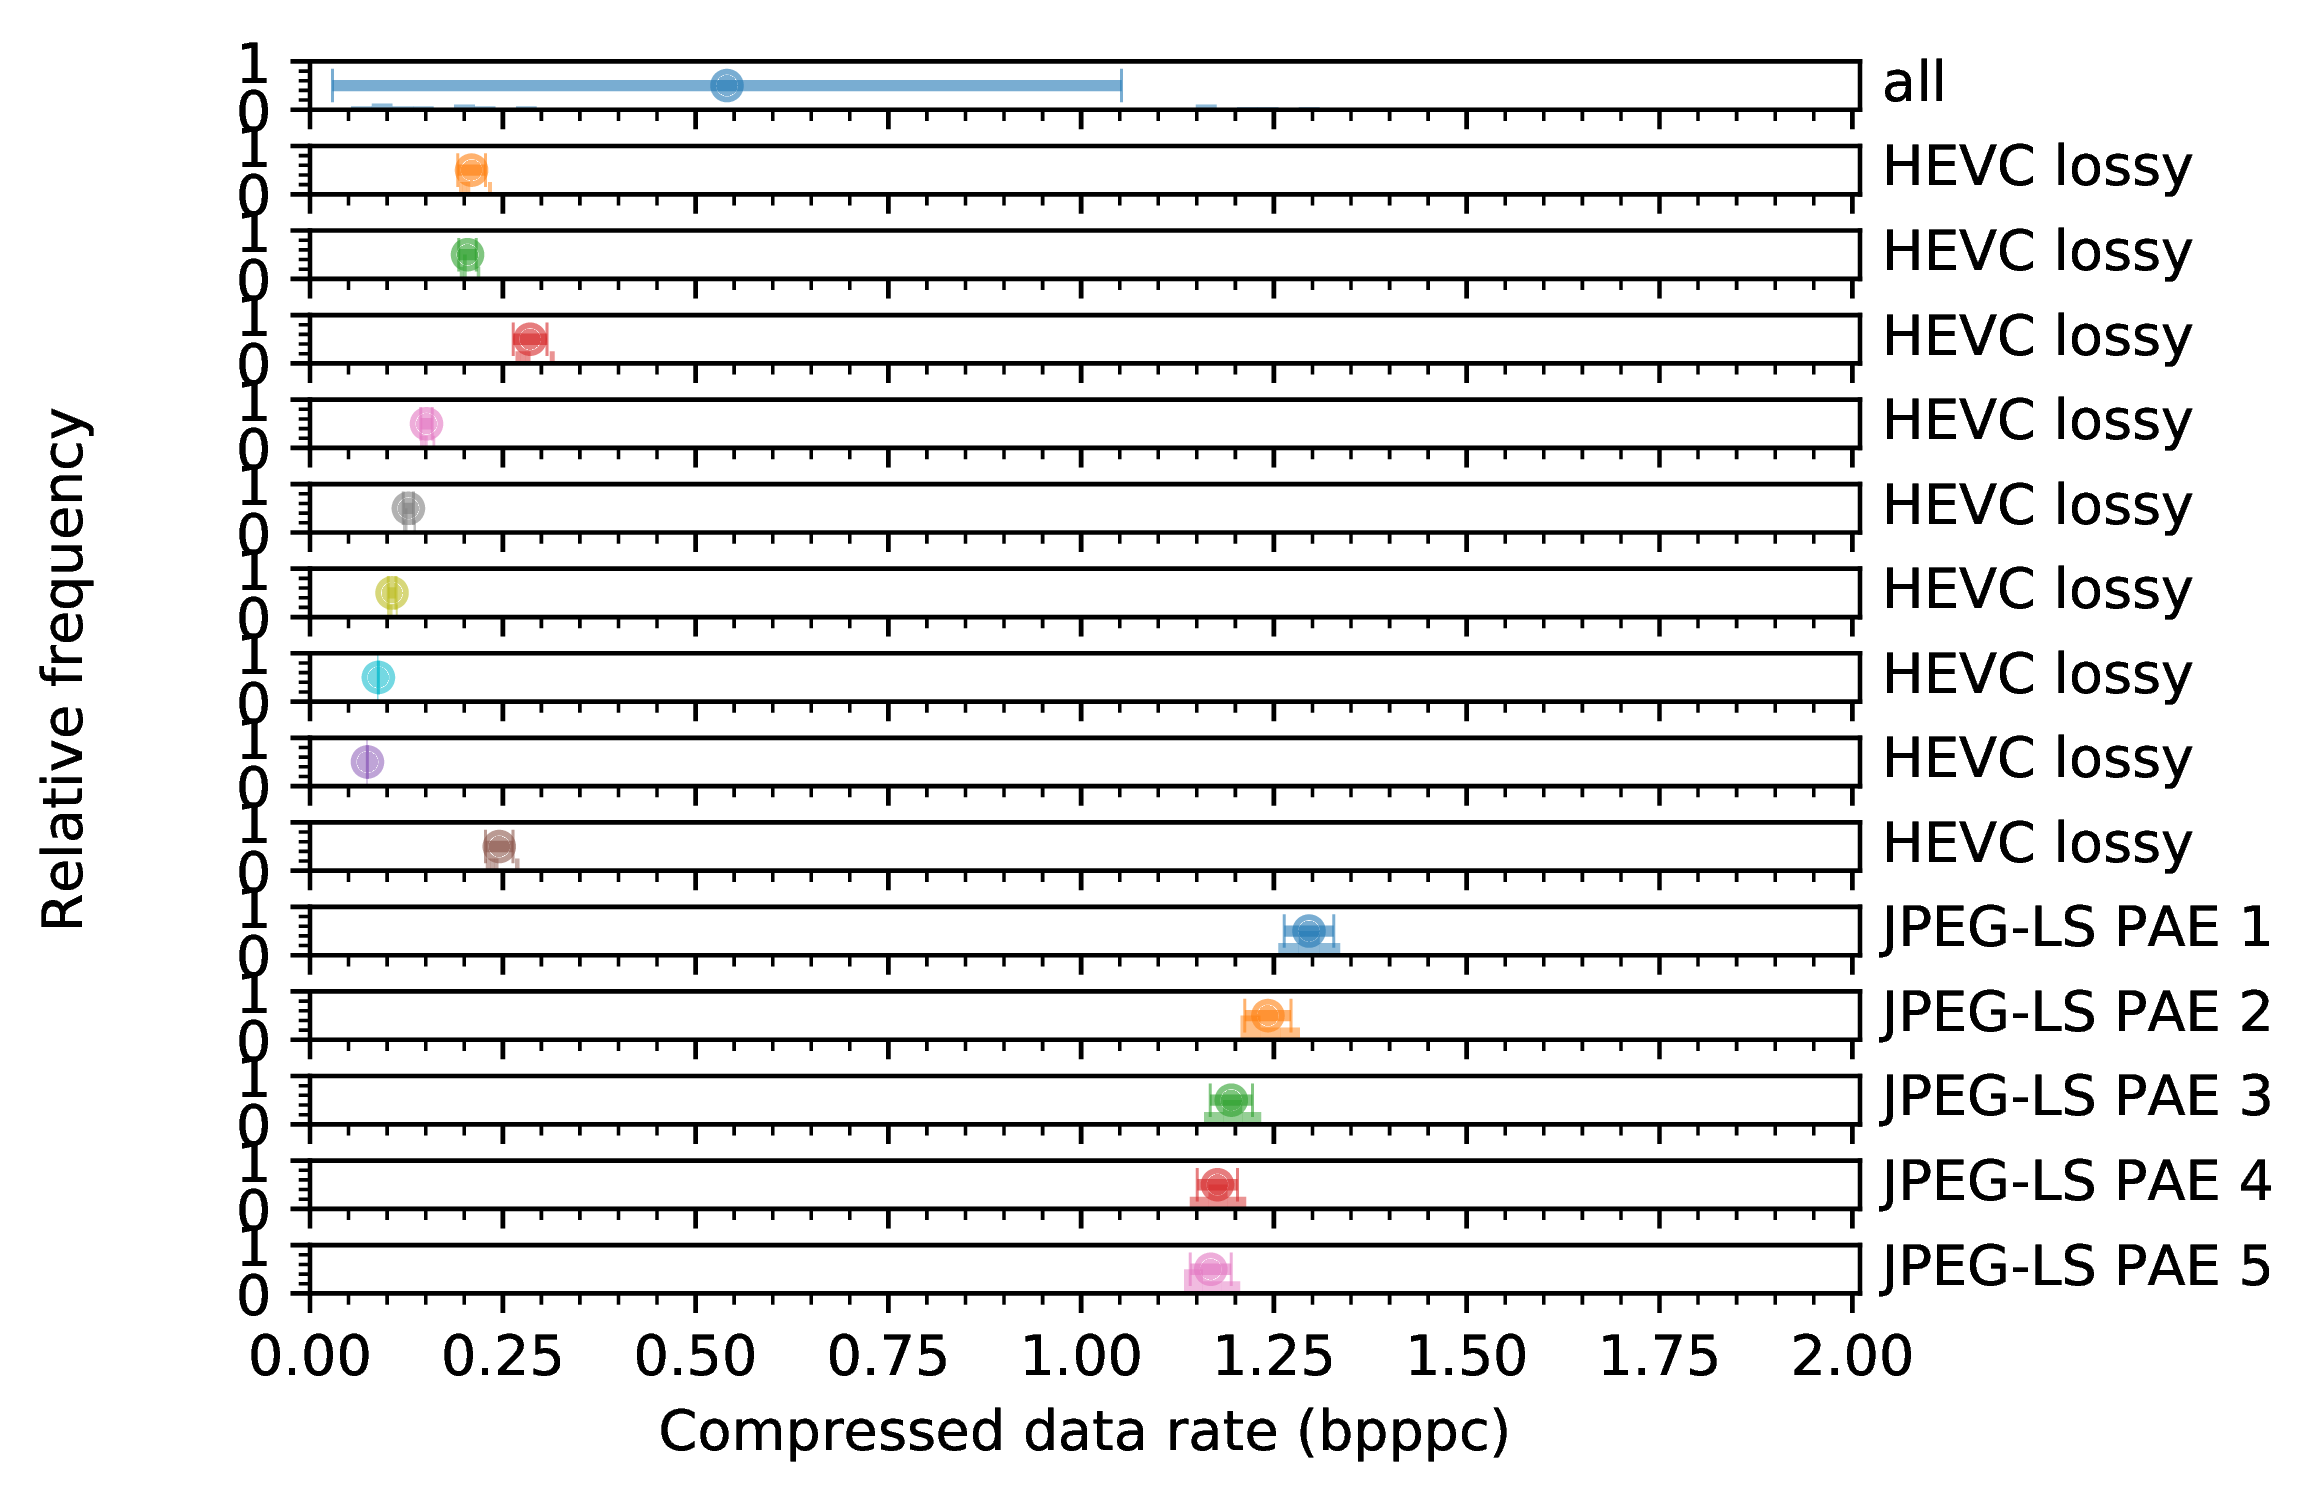 Relative frequency
1
0
all
1
0
HEVC lossy
1
0
HEVC lossy
1
0
HEVC lossy
1
0
HEVC lossy
1
0
HEVC lossy
1
0
HEVC lossy
1
0
HEVC lossy
1
0
HEVC lossy
1
0
HEVC lossy
1
0
JPEG-LS PAE 1
1
0
JPEG-LS PAE 2
1
0
JPEG-LS PAE 3
1
0
JPEG-LS PAE 4
1
0
JPEG-LS PAE 5
0.00 0.25 0.50 0.75 1.00 1.25 1.50 1.75 2.00
Compressed data rate (bpppc)